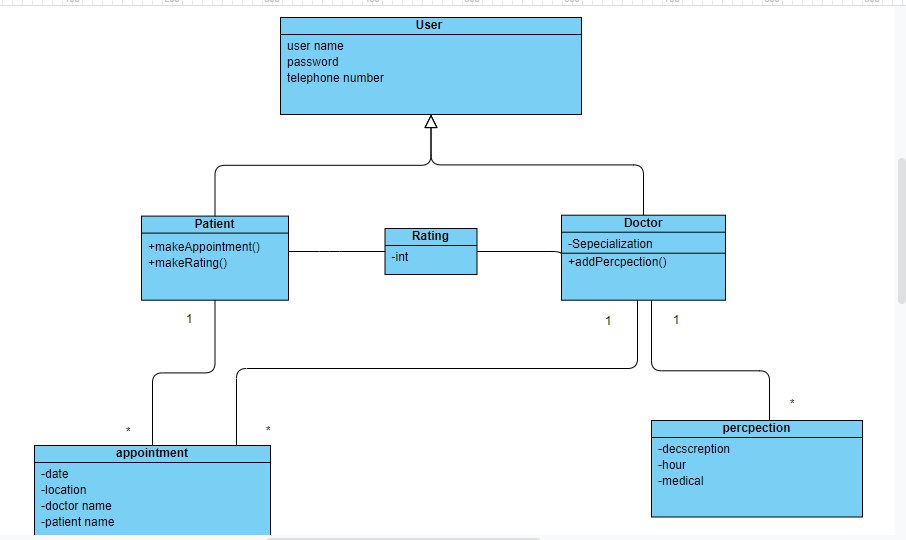 User
user name
password
telephone number
Patient
+makeAppointment()
+makeRating()
Rating
-int
Doctor
-Sepecialization
+addPercpection()
1
1
1
*
*
*
appointment
-date
-location
-doctor name
-patient name
percpection
-decscreption
-hour
-medical